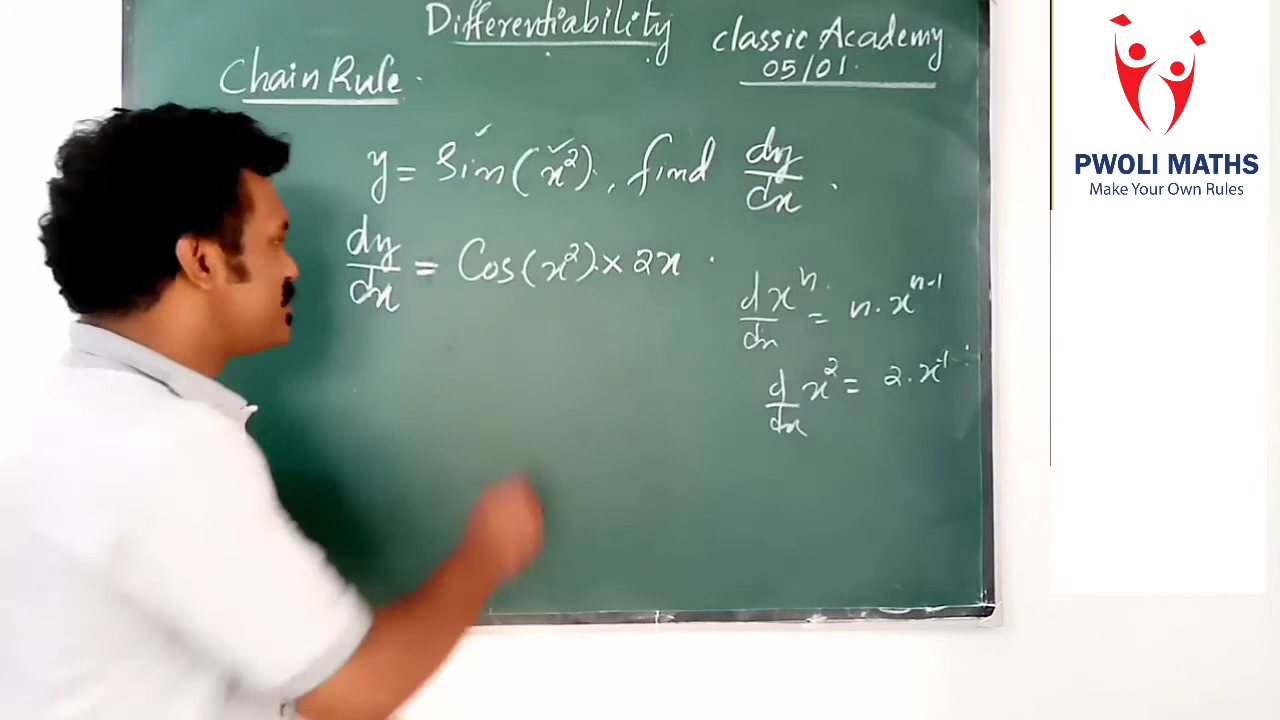 Differentiability
classic Academy
05/01.
Chain Rule.
y = Sin(x²). , find dy/dx .
dy/dx = Cos(x²).× 2x .
d/dx xⁿ. = n.xⁿ⁻¹
d/dx x² = 2.x⁻¹
PWOLI MATHS
Make Your Own Rules